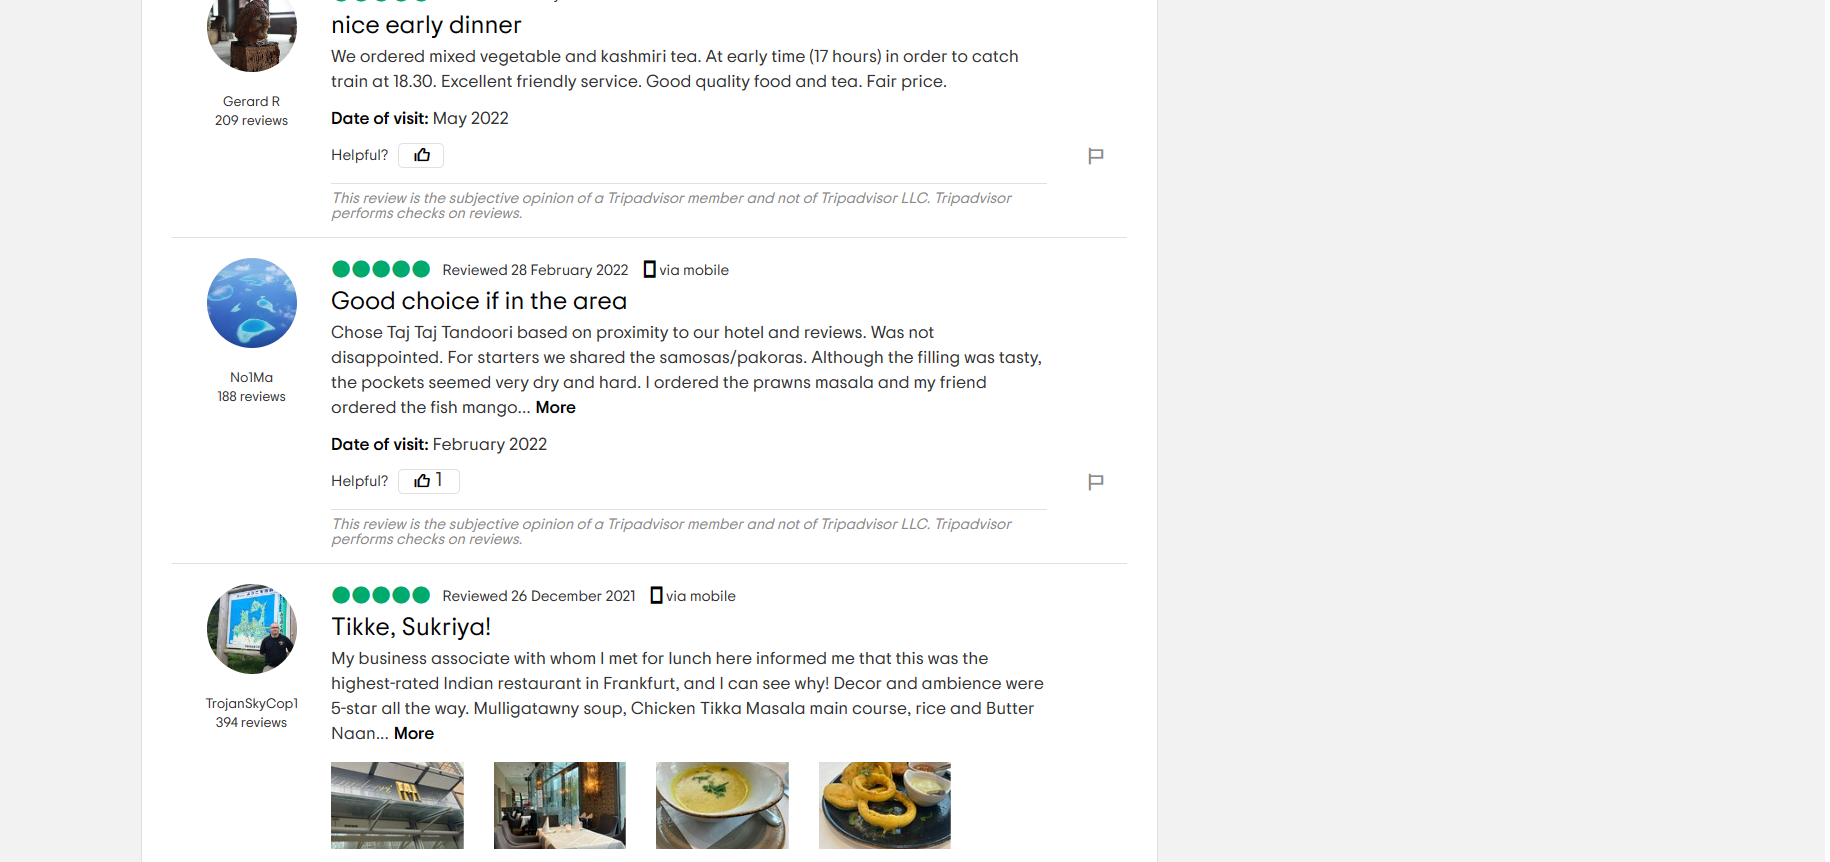 nice early dinner
We ordered mixed vegetable and kashmiri tea. At early time (17 hours) in order to catch
train at 18.30. Excellent friendly service. Good quality food and tea. Fair price.
Gerard R
209 reviews
Date of visit: May 2022
Helpful?
This review is the subjective opinion of a Tripadvisor member and not of Tripadvisor LLC. Tripadvisor
performs checks on reviews.
Reviewed 28 February 2022 via mobile
Good choice if in the area
Chose Taj Taj Tandoori based on proximity to our hotel and reviews. Was not
disappointed. For starters we shared the samosas/pakoras. Although the filling was tasty,
the pockets seemed very dry and hard. I ordered the prawns masala and my friend
ordered the fish mango... More
No1Ma
188 reviews
Date of visit: February 2022
Helpful? 1
This review is the subjective opinion of a Tripadvisor member and not of Tripadvisor LLC. Tripadvisor
performs checks on reviews.
Reviewed 26 December 2021 via mobile
Tikke, Sukriya!
My business associate with whom I met for lunch here informed me that this was the
highest-rated Indian restaurant in Frankfurt, and I can see why! Decor and ambience were
5-star all the way. Mulligatawny soup, Chicken Tikka Masala main course, rice and Butter
Naan... More
TrojanSkyCop1
394 reviews